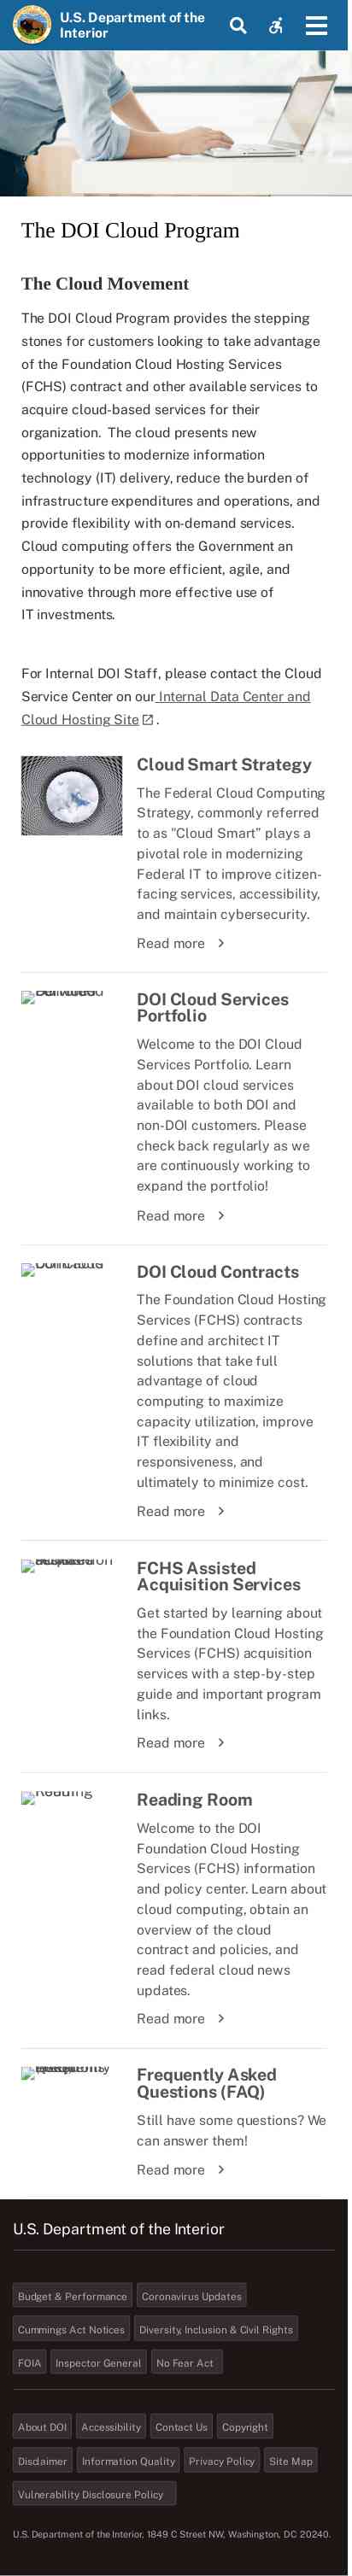 U.S. Department of the
Interior
The DOI Cloud Program
The Cloud Movement
The DOI Cloud Program provides the stepping
stones for customers looking to take advantage
of the Foundation Cloud Hosting Services
(FCHS) contract and other available services to
acquire cloud-based services for their
organization.  The cloud presents new
opportunities to modernize information
technology (IT) delivery, reduce the burden of
infrastructure expenditures and operations, and
provide flexibility with on-demand services.
Cloud computing offers the Government an
opportunity to be more efficient, agile, and
innovative through more effective use of
IT investments.
For Internal DOI Staff, please contact the Cloud
Service Center on our Internal Data Center and
Cloud Hosting Site .
Cloud Smart Strategy
The Federal Cloud Computing
Strategy, commonly referred
to as "Cloud Smart" plays a
pivotal role in modernizing
Federal IT to improve citizen-
facing services, accessibility,
and maintain cybersecurity.
Read more
DOI Cloud Services
Portfolio
Welcome to the DOI Cloud
Services Portfolio. Learn
about DOI cloud services
available to both DOI and
non-DOI customers. Please
check back regularly as we
are continuously working to
expand the portfolio!
Read more
DOI Cloud Contracts
The Foundation Cloud Hosting
Services (FCHS) contracts
define and architect IT
solutions that take full
advantage of cloud
computing to maximize
capacity utilization, improve
IT flexibility and
responsiveness, and
ultimately to minimize cost.
Read more
FCHS Assisted
Acquisition Services
Get started by learning about
the Foundation Cloud Hosting
Services (FCHS) acquisition
services with a step-by-step
guide and important program
links.
Read more
Reading
Reading Room
Welcome to the DOI
Foundation Cloud Hosting
Services (FCHS) information
and policy center. Learn about
cloud computing, obtain an
overview of the cloud
contract and policies, and
read federal cloud news
updates.
Read more
Frequently Asked
Questions (FAQ)
Still have some questions? We
can answer them!
Read more
U.S. Department of the Interior
Budget & Performance Coronavirus Updates
Cummings Act Notices Diversity, Inclusion & Civil Rights
FOIA Inspector General No Fear Act
About DOI Accessibility Contact Us Copyright
Disclaimer Information Quality Privacy Policy Site Map
Vulnerability Disclosure Policy
U.S. Department of the Interior, 1849 C Street NW, Washington, DC 20240.